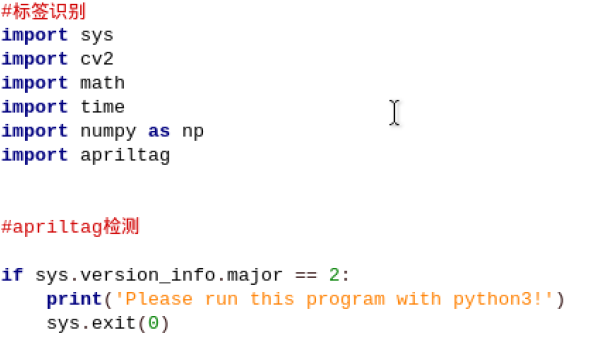 #标签识别
import sys
import cv2
import math
import time
import numpy as np
import apriltag
#apriltag检测
if sys.version_info.major == 2:
    print('Please run this program with python3!')
    sys.exit(0)